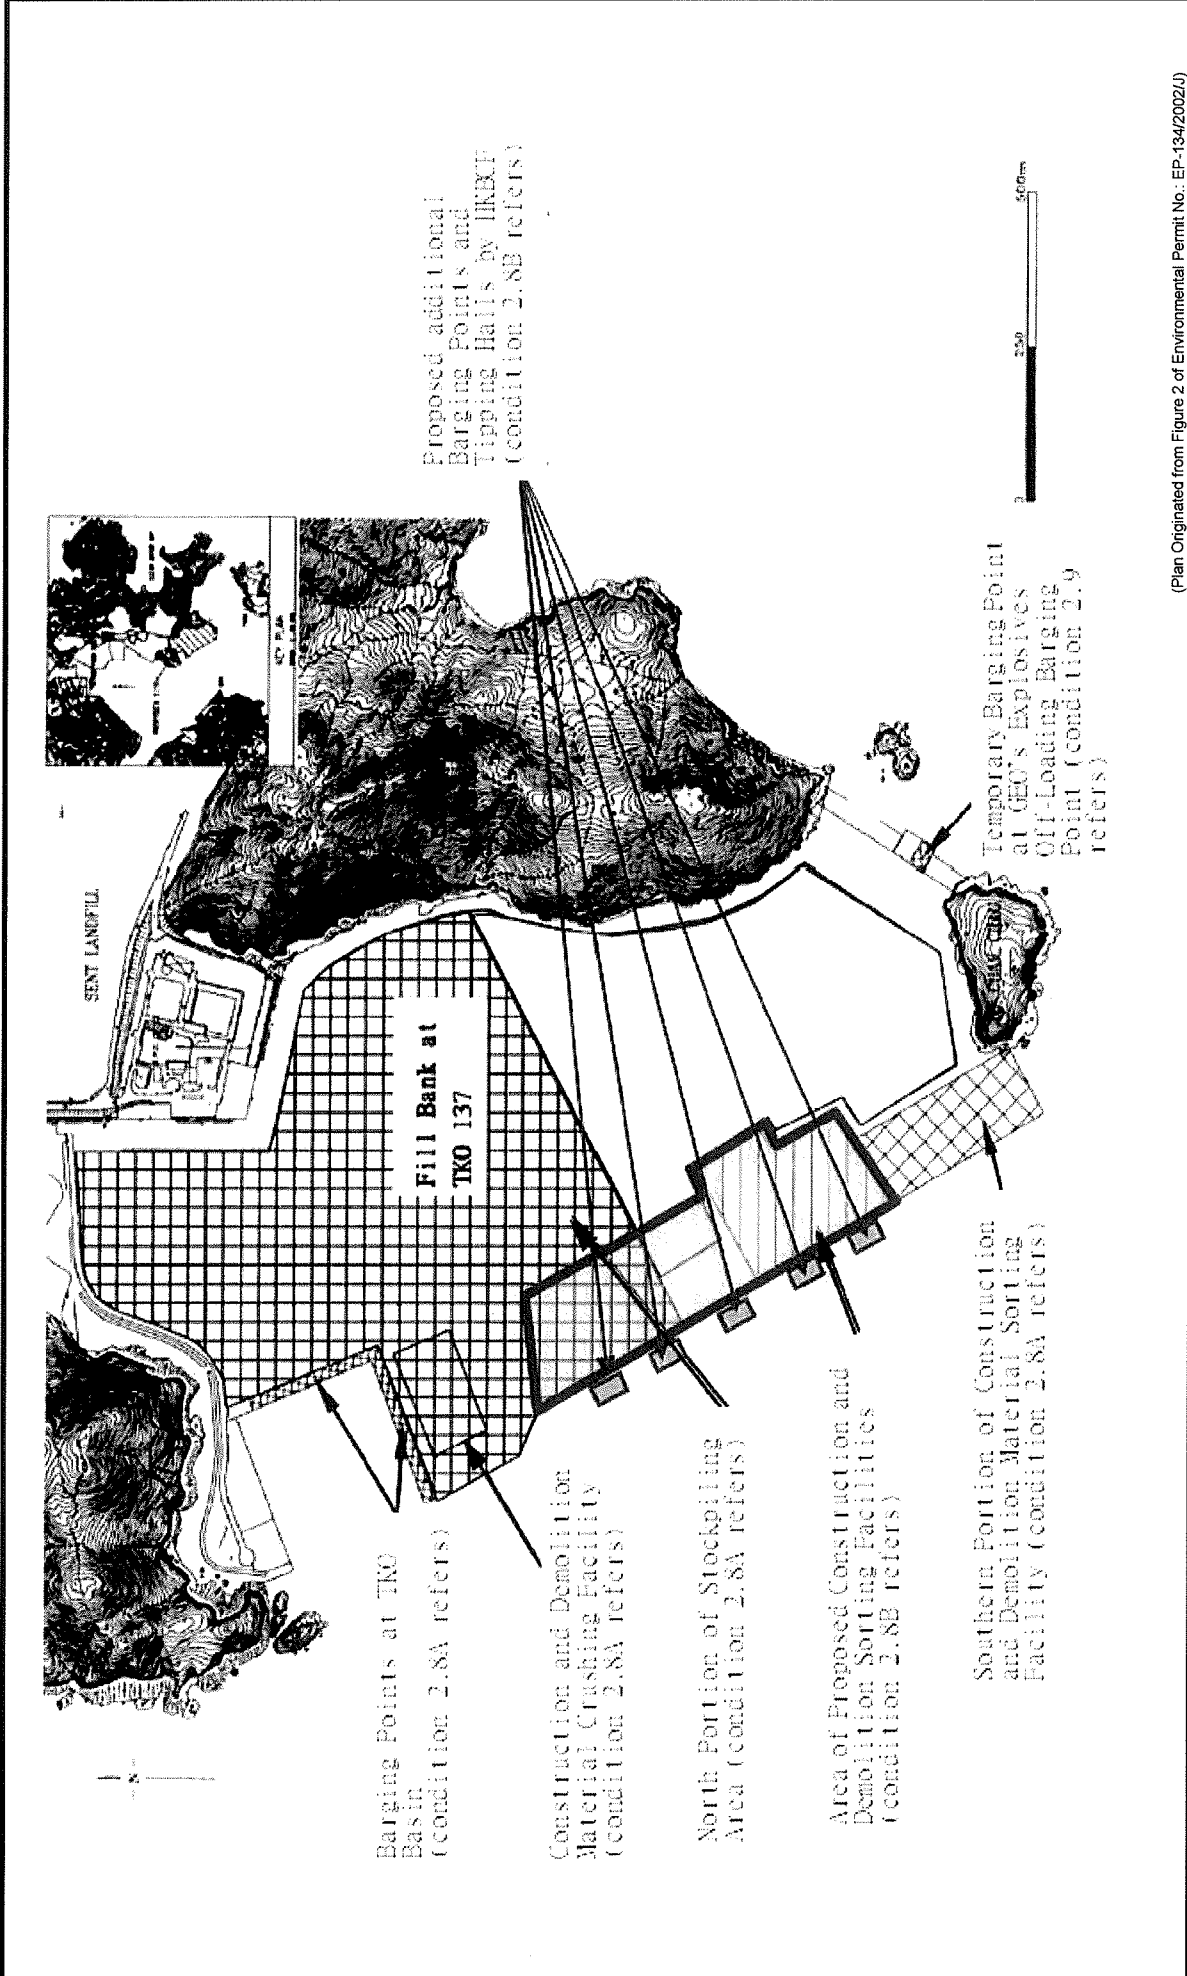 SENT LANDFILL
KEY PLAN
Proposed additional
Barging Points and
Tipping Halls by HKBCF
(condition 2.8B refers)
Fill Bank at
TKO 137
Barging Points at TKO
Basin
(condition 2.8A refers)
Construction and Demolition
Material Crushing Facility
(condition 2.8A refers)
North Portion of Stockpiling
Area (condition 2.8A refers)
Area of Proposed Construction and
Demolition Sorting Facilities
(condition 2.8B refers)
Southern Portion of Construction
and Demolition Material Sorting
Facility (condition 2.8A refers)
Temporary Barging Point
at GEO's Explosives
Off-Loading Barging
Point (condition 2.9
refers)
0 250 500m
N
(Plan Originated from Figure 2 of Environmental Permit No.: EP-134/2002/J)